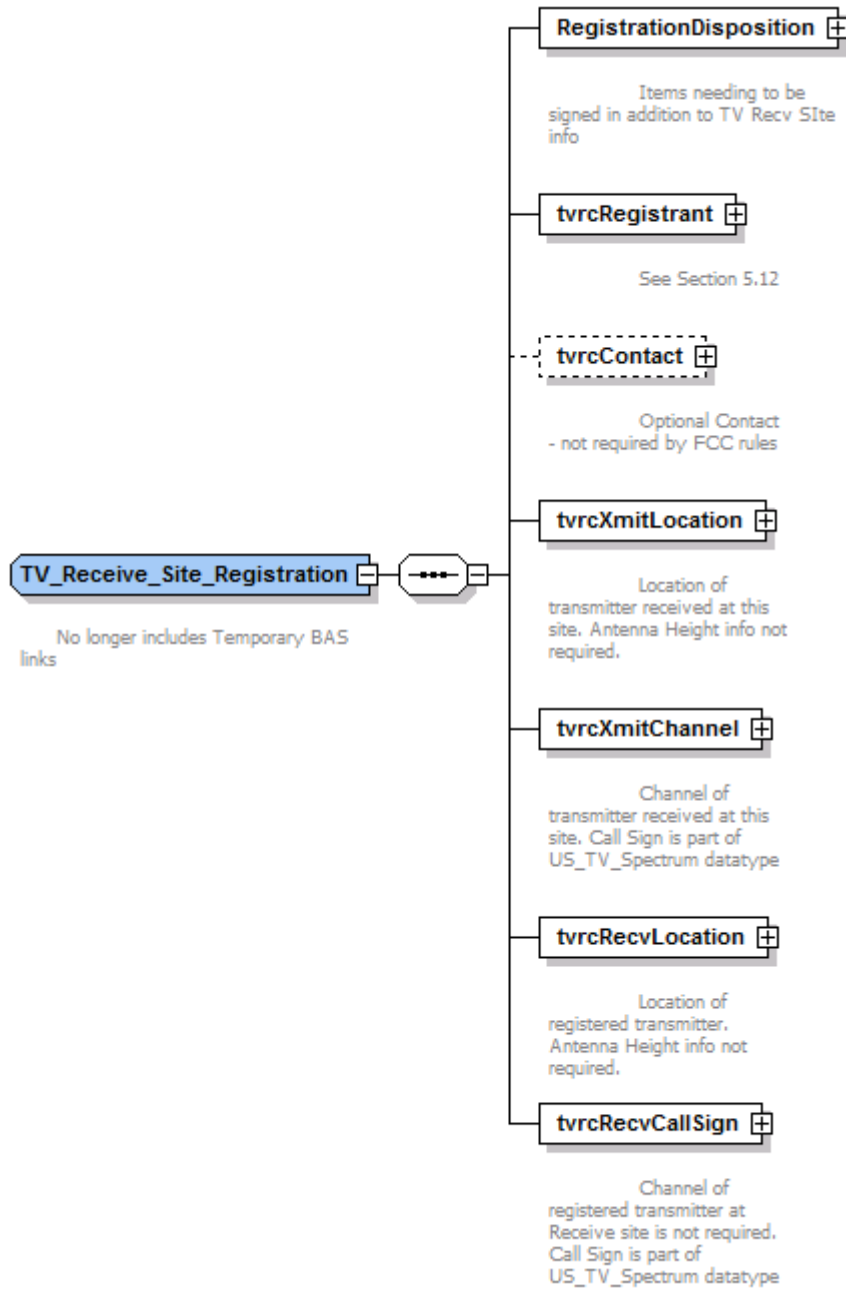 RegistrationDisposition
Items needing to be
signed in addition to TV Recv SIte
info
tvrcRegistrant
See Section 5.12
tvrcContact
Optional Contact
- not required by FCC rules
tvrcXmitLocation
Location of
transmitter received at this
site. Antenna Height info not
required.
TV_Receive_Site_Registration
No longer includes Temporary BAS
links
tvrcXmitChannel
Channel of
transmitter received at this
site. Call Sign is part of
US_TV_Spectrum datatype
tvrcRecvLocation
Location of
registered transmitter.
Antenna Height info not
required.
tvrcRecvCallSign
Channel of
registered transmitter at
Receive site is not required.
Call Sign is part of
US_TV_Spectrum datatype